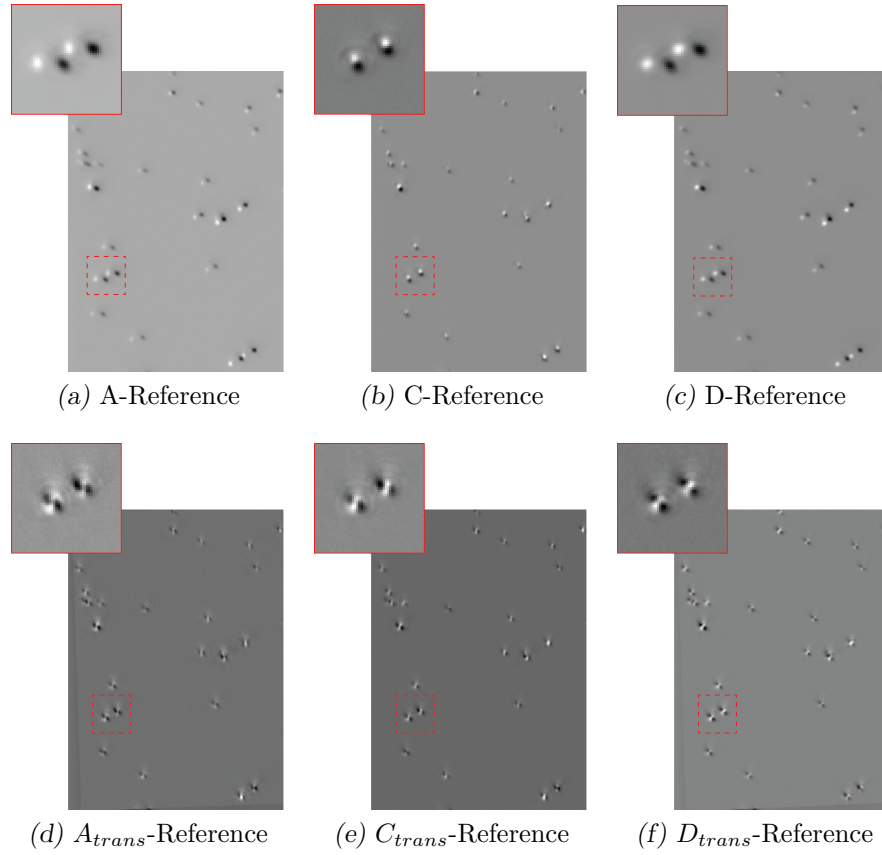 (a) A-Reference
(b) C-Reference
(c) D-Reference
(d) A_trans-Reference
(e) C_trans-Reference
(f) D_trans-Reference